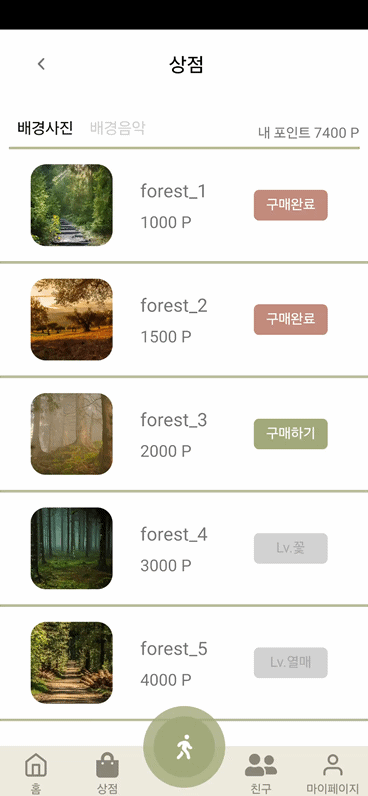 상점
배경사진 배경음악 내 포인트 7400 P
forest_1
1000 P
구매완료
forest_2
1500 P
구매완료
forest_3
2000 P
구매하기
forest_4
3000 P
Lv.꽃
forest_5
4000 P
Lv.열매
홈 상점 친구 마이페이지